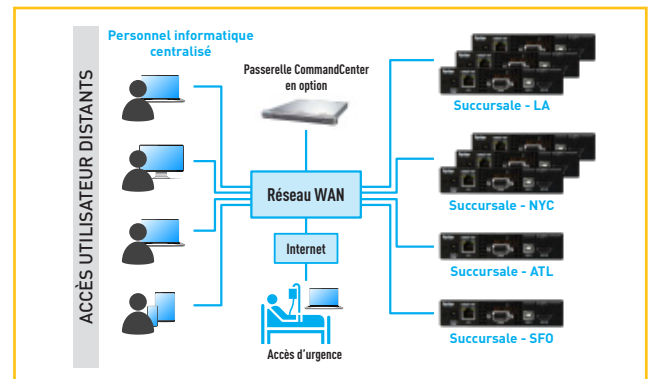 ACCÈS UTILISATEUR DISTANTS
Personnel informatique
centralisé
Passerelle CommandCenter
en option
Réseau WAN
Internet
Accès d'urgence
Succursale - LA
Succursale - NYC
Succursale - ATL
Succursale - SFO